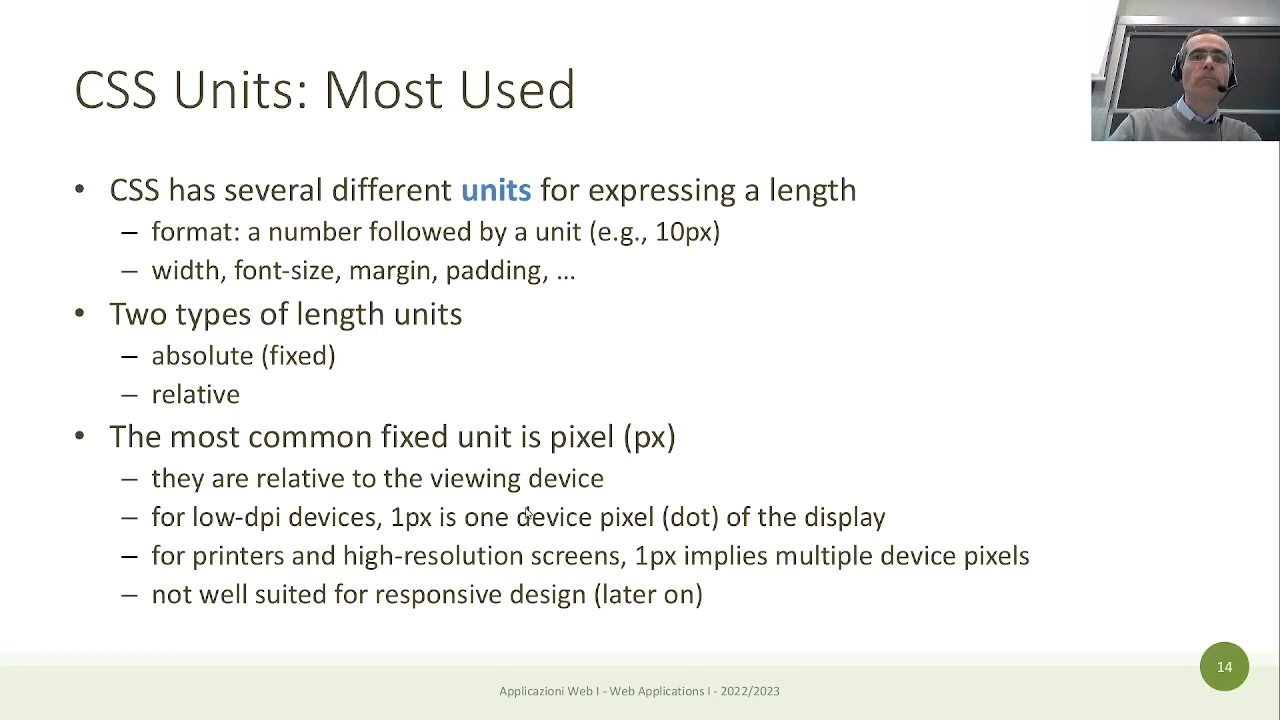 CSS Units: Most Used
• CSS has several different units for expressing a length
– format: a number followed by a unit (e.g., 10px)
– width, font-size, margin, padding, …
• Two types of length units
– absolute (fixed)
– relative
• The most common fixed unit is pixel (px)
– they are relative to the viewing device
– for low-dpi devices, 1px is one device pixel (dot) of the display
– for printers and high-resolution screens, 1px implies multiple device pixels
– not well suited for responsive design (later on)
14
Applicazioni Web I - Web Applications I - 2022/2023